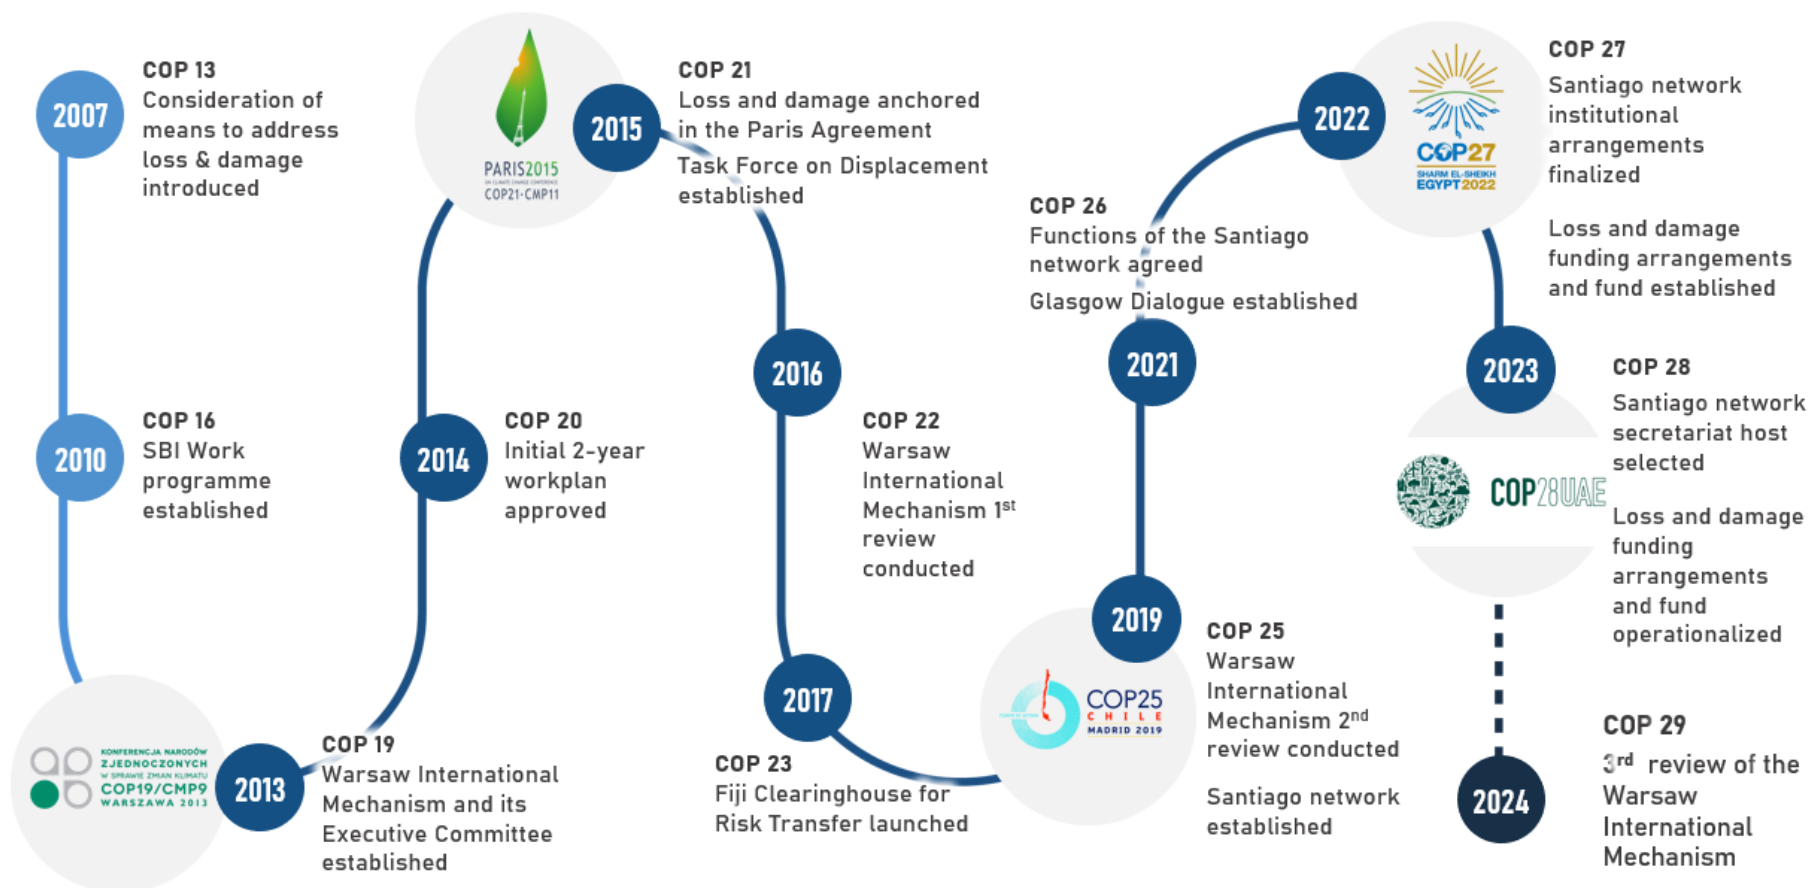 2007
COP 13
Consideration of
means to address
loss & damage
introduced
2010
COP 16
SBI Work
programme
established
KONFERENCJA NARODÓW
ZJEDNOCZONYCH
W SPRAWIE ZMIAN KLIMATU
COP19/CMP9
WARSZAWA 2013
2013
COP 19
Warsaw International
Mechanism and its
Executive Committee
established
2014
COP 20
Initial 2-year
workplan
approved
PARIS2015
UN CLIMATE CHANGE CONFERENCE
COP21·CMP11
2015
COP 21
Loss and damage anchored
in the Paris Agreement
Task Force on Displacement
established
2016
COP 22
Warsaw
International
Mechanism 1st
review
conducted
2017
COP 23
Fiji Clearinghouse for
Risk Transfer launched
COP25
CHILE
MADRID 2019
2019
COP 25
Warsaw
International
Mechanism 2nd
review conducted
Santiago network
established
2021
COP 26
Functions of the Santiago
network agreed
Glasgow Dialogue established
2022
COP27
SHARM EL-SHEIKH
EGYPT2022
COP 27
Santiago network
institutional
arrangements
finalized
Loss and damage
funding arrangements
and fund established
2023
COP28UAE
COP 28
Santiago network
secretariat host
selected
Loss and damage
funding
arrangements
and fund
operationalized
2024
COP 29
3rd review of the
Warsaw
International
Mechanism